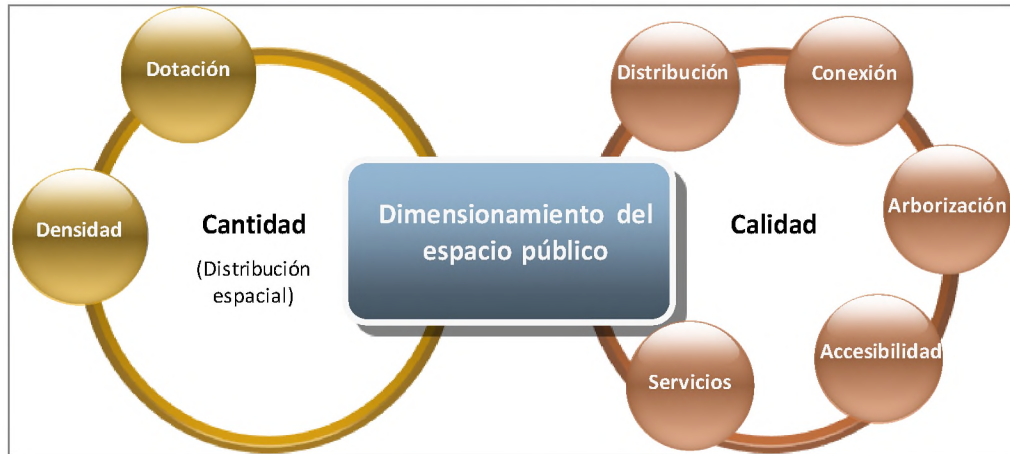 Dotación
Densidad
Cantidad
(Distribución
espacial)
Dimensionamiento del
espacio público
Distribución
Conexión
Calidad
Arborización
Accesibilidad
Servicios